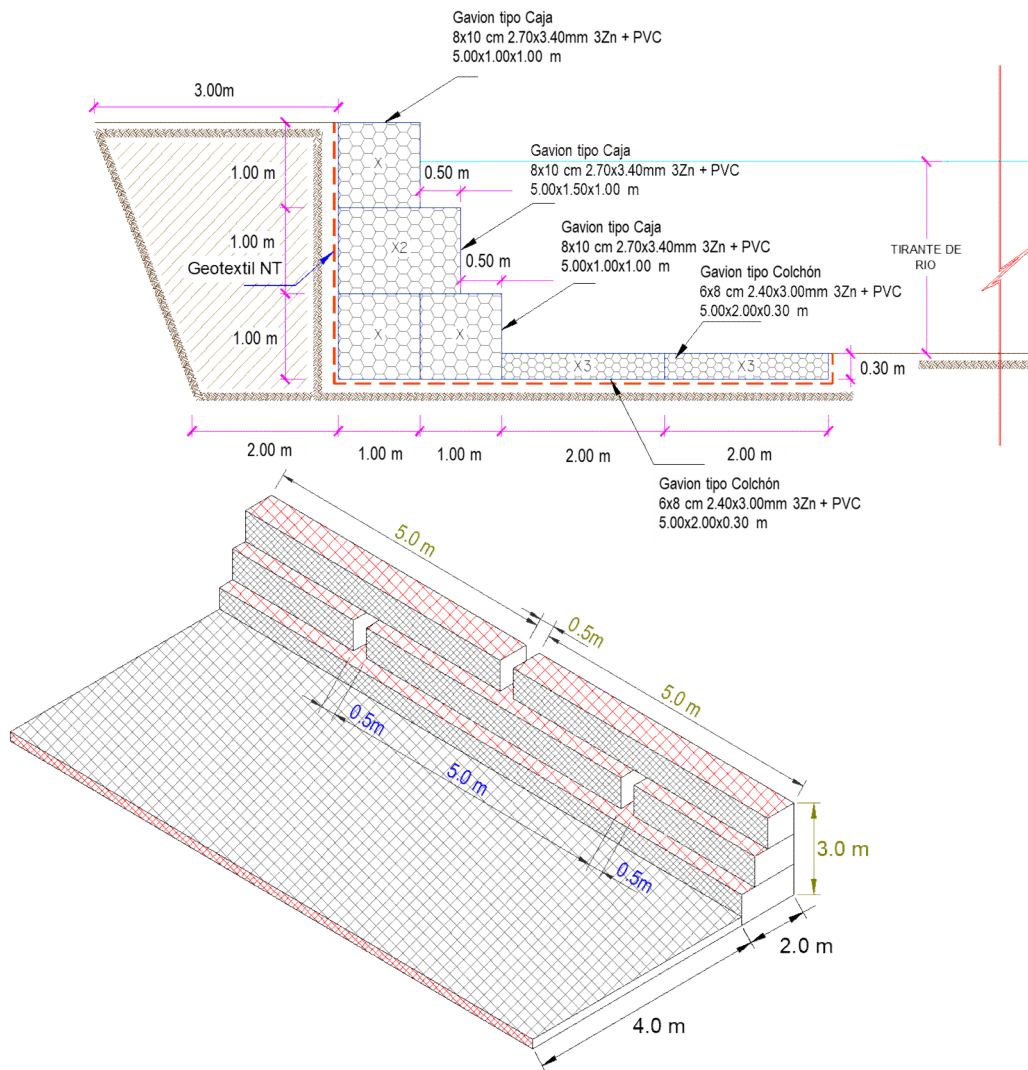 Gavion tipo Caja
8x10 cm 2.70x3.40mm 3Zn + PVC
5.00x1.00x1.00 m
3.00m
Gavion tipo Caja
8x10 cm 2.70x3.40mm 3Zn + PVC
5.00x1.50x1.00 m
X
1.00 m
0.50 m
Gavion tipo Caja
8x10 cm 2.70x3.40mm 3Zn + PVC
5.00x1.00x1.00 m
1.00 m
X2
0.50 m
TIRANTE DE
RIO
Geotextil NT
Gavion tipo Colchón
6x8 cm 2.40x3.00mm 3Zn + PVC
5.00x2.00x0.30 m
1.00 m
X
X
X3
X3
0.30 m
2.00 m
1.00 m
1.00 m
2.00 m
2.00 m
Gavion tipo Colchón
6x8 cm 2.40x3.00mm 3Zn + PVC
5.00x2.00x0.30 m
5.0 m
0.5m
5.0 m
0.5m
5.0 m
0.5m
3.0 m
2.0 m
4.0 m